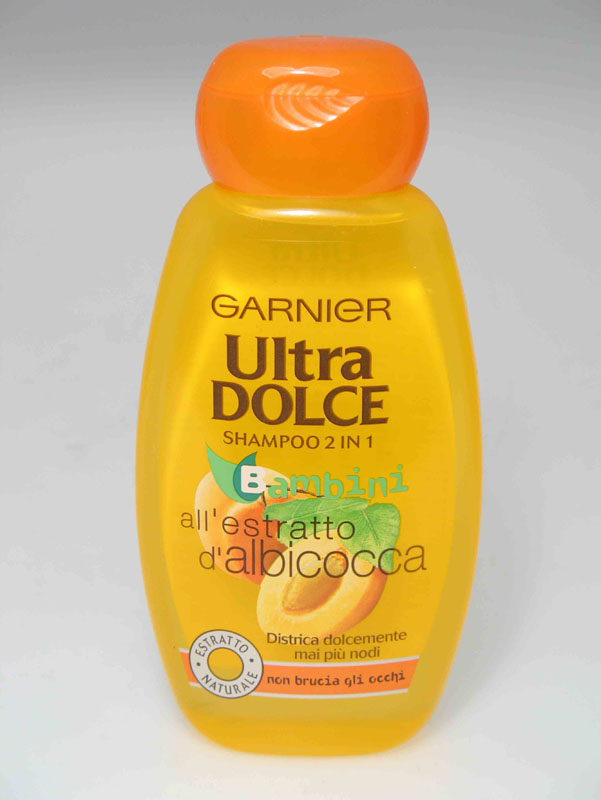 GARNIER
Ultra
DOLCE
SHAMPOO 2 IN 1
Bambini
all'estratto
d'albicocca
Districa dolcemente
mai più nodi
ESTRATTO NATURALE
non brucia gli occhi